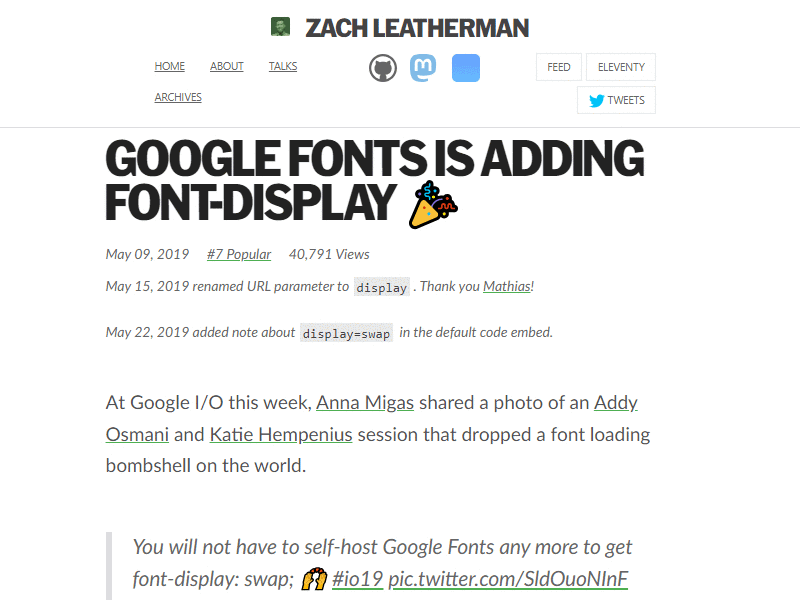 ZACH LEATHERMAN
HOME ABOUT TALKS
ARCHIVES
FEED ELEVENTY
TWEETS
GOOGLE FONTS IS ADDING
FONT-DISPLAY 🎉
May 09, 2019 #7 Popular 40,791 Views
May 15, 2019 renamed URL parameter to display . Thank you Mathias!
May 22, 2019 added note about display=swap in the default code embed.
At Google I/O this week, Anna Migas shared a photo of an Addy
Osmani and Katie Hempenius session that dropped a font loading
bombshell on the world.
You will not have to self-host Google Fonts any more to get
font-display: swap; 🙌 #io19 pic.twitter.com/SldOuoNInF